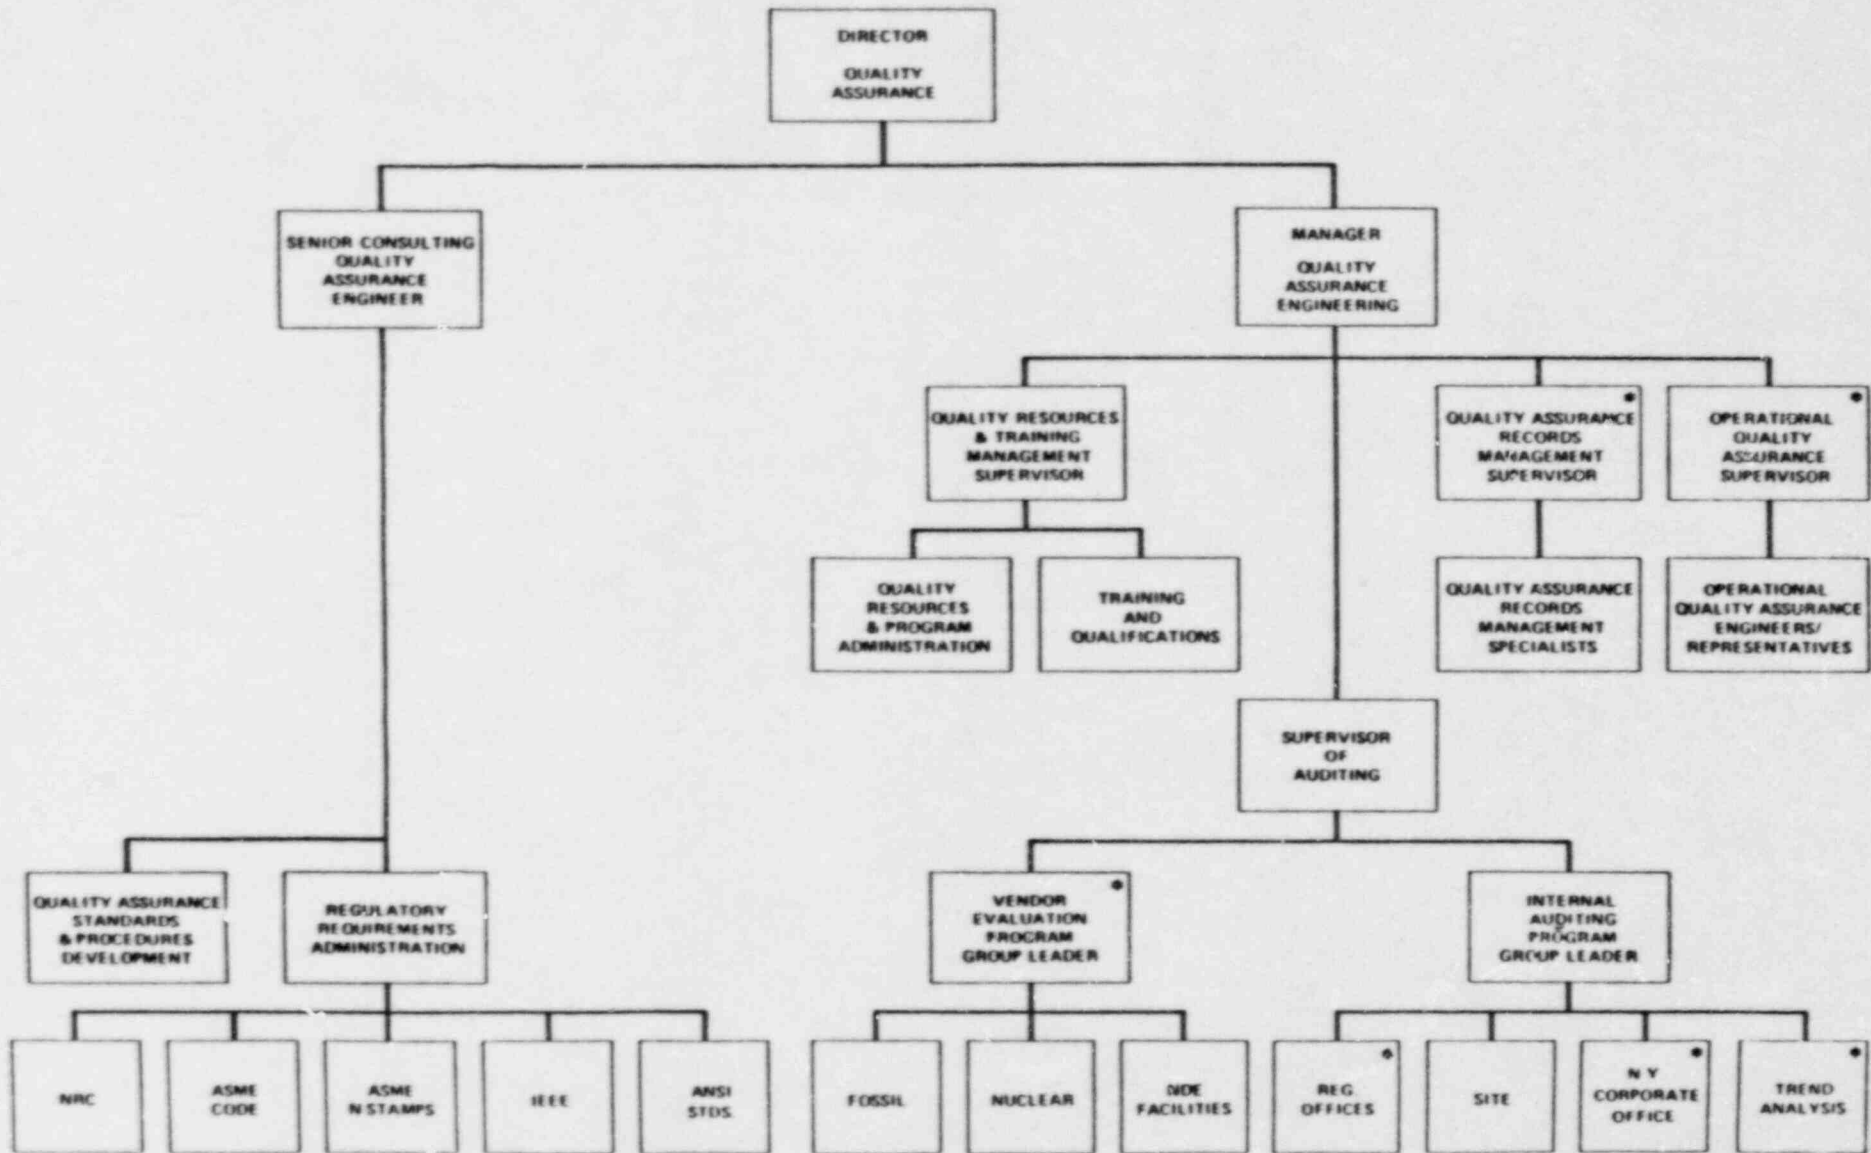 DIRECTOR
QUALITY
ASSURANCE
SENIOR CONSULTING
QUALITY
ASSURANCE
ENGINEER
MANAGER
QUALITY
ASSURANCE
ENGINEERING
QUALITY RESOURCES
& TRAINING
MANAGEMENT
SUPERVISOR
QUALITY ASSURANCE
RECORDS
MANAGEMENT
SUPERVISOR
OPERATIONAL
QUALITY
ASSURANCE
SUPERVISOR
QUALITY
RESOURCES
& PROGRAM
ADMINISTRATION
TRAINING
AND
QUALIFICATIONS
QUALITY ASSURANCE
RECORDS
MANAGEMENT
SPECIALISTS
OPERATIONAL
QUALITY ASSURANCE
ENGINEERS/
REPRESENTATIVES
SUPERVISOR
OF
AUDITING
QUALITY ASSURANCE
STANDARDS
& PROCEDURES
DEVELOPMENT
REGULATORY
REQUIREMENTS
ADMINISTRATION
VENDOR
EVALUATION
PROGRAM
GROUP LEADER
INTERNAL
AUDITING
PROGRAM
GROUP LEADER
NRC
ASME
CODE
ASME
N STAMPS
IEEE
ANSI
STDS.
FOSSIL
NUCLEAR
NDE
FACILITIES
REG.
OFFICES
SITE
N Y
CORPORATE
OFFICE
TREND
ANALYSIS